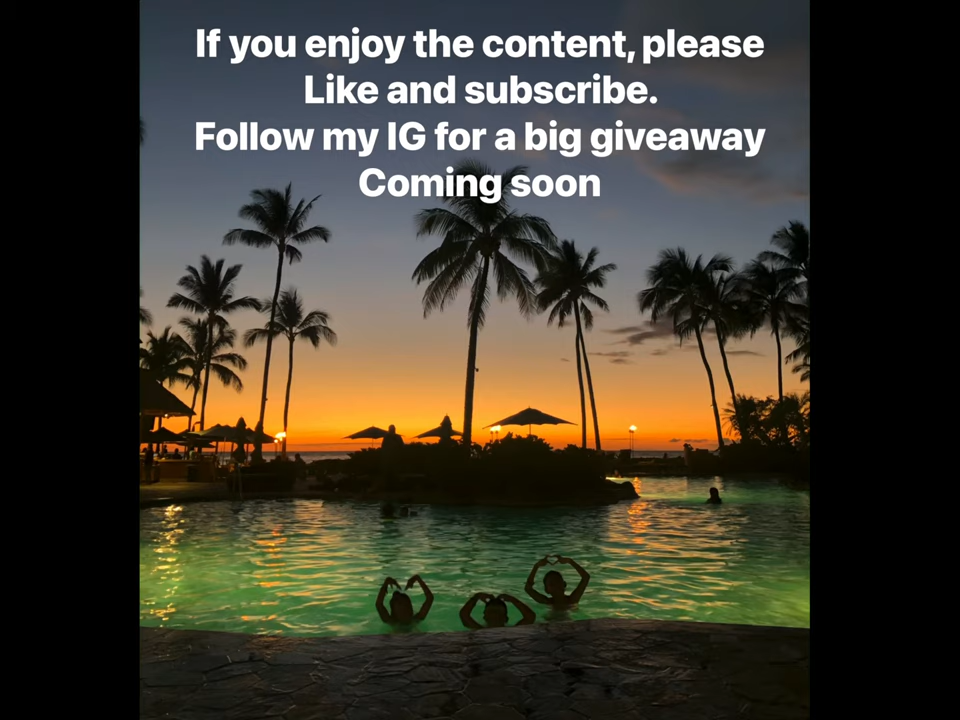 If you enjoy the content, please
Like and subscribe.
Follow my IG for a big giveaway
Coming soon